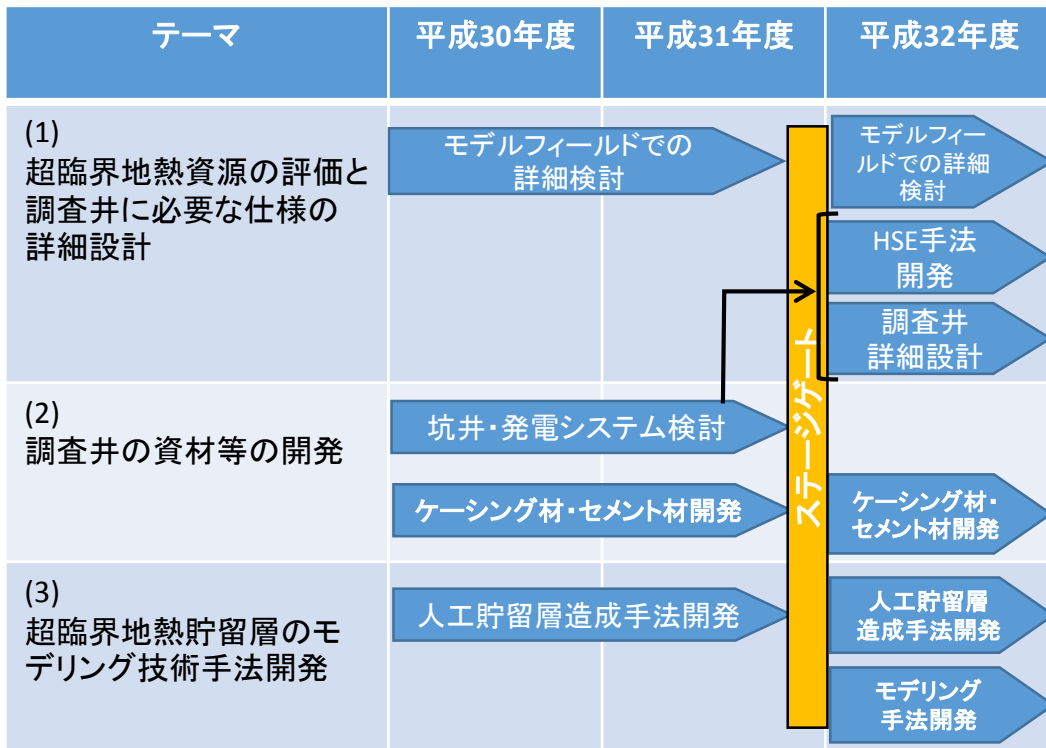 テーマ
平成30年度
平成31年度
平成32年度
(1)
超臨界地熱資源の評価と
調査井に必要な仕様の
詳細設計
モデルフィールドでの
詳細検討
モデルフィー
ルドでの詳細
検討
HSE手法
開発
調査井
詳細設計
ステージゲート
(2)
調査井の資材等の開発
坑井・発電システム検討
ケーシング材・セメント材開発
ケーシング材・
セメント材開発
(3)
超臨界地熱貯留層のモ
デリング技術手法開発
人工貯留層造成手法開発
人工貯留層
造成手法開発
モデリング
手法開発